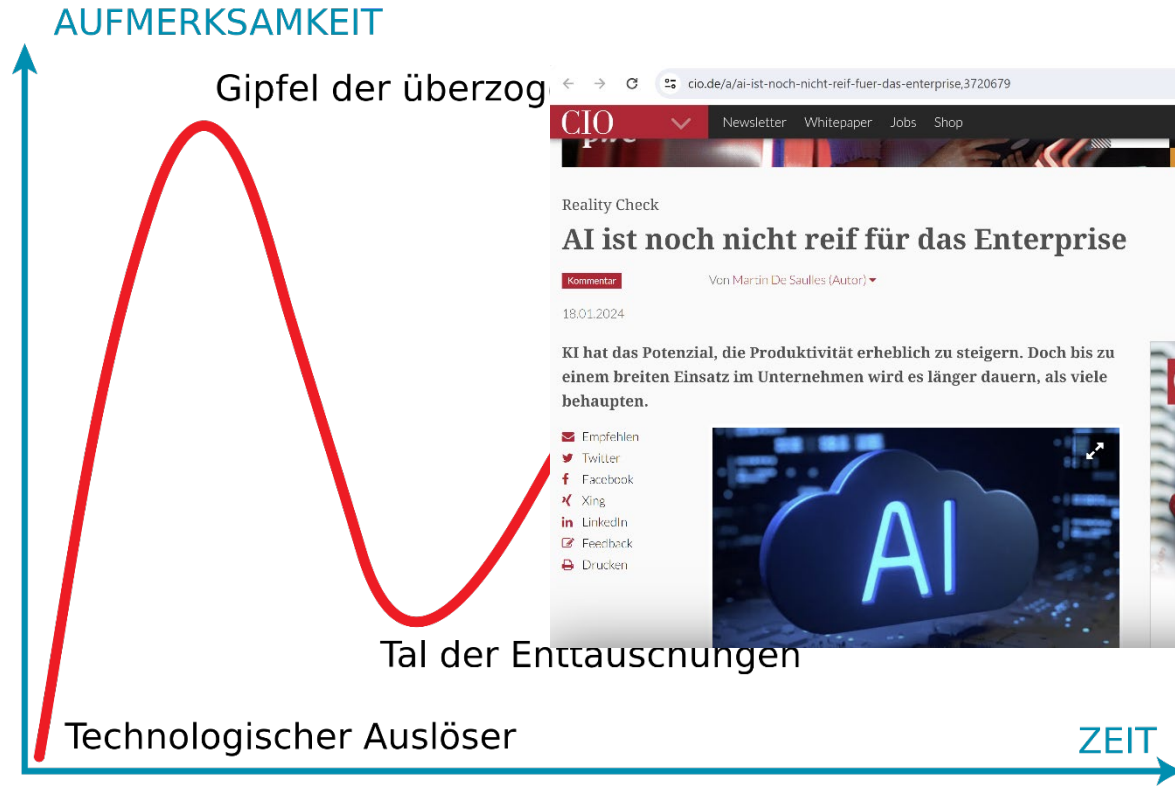 AUFMERKSAMKEIT
Gipfel der überzog
cio.de/a/ai-ist-noch-nicht-reif-fuer-das-enterprise,3720679
CIO
Newsletter Whitepaper Jobs Shop
Reality Check
AI ist noch nicht reif für das Enterprise
Kommentar
Von Martin De Saulles (Autor)
18.01.2024
KI hat das Potenzial, die Produktivität erheblich zu steigern. Doch bis zu
einem breiten Einsatz im Unternehmen wird es länger dauern, als viele
behaupten.
Empfehlen
Twitter
Facebook
Xing
LinkedIn
Feedback
Drucken
AI
Tal der Enttäuschungen
Technologischer Auslöser
ZEIT